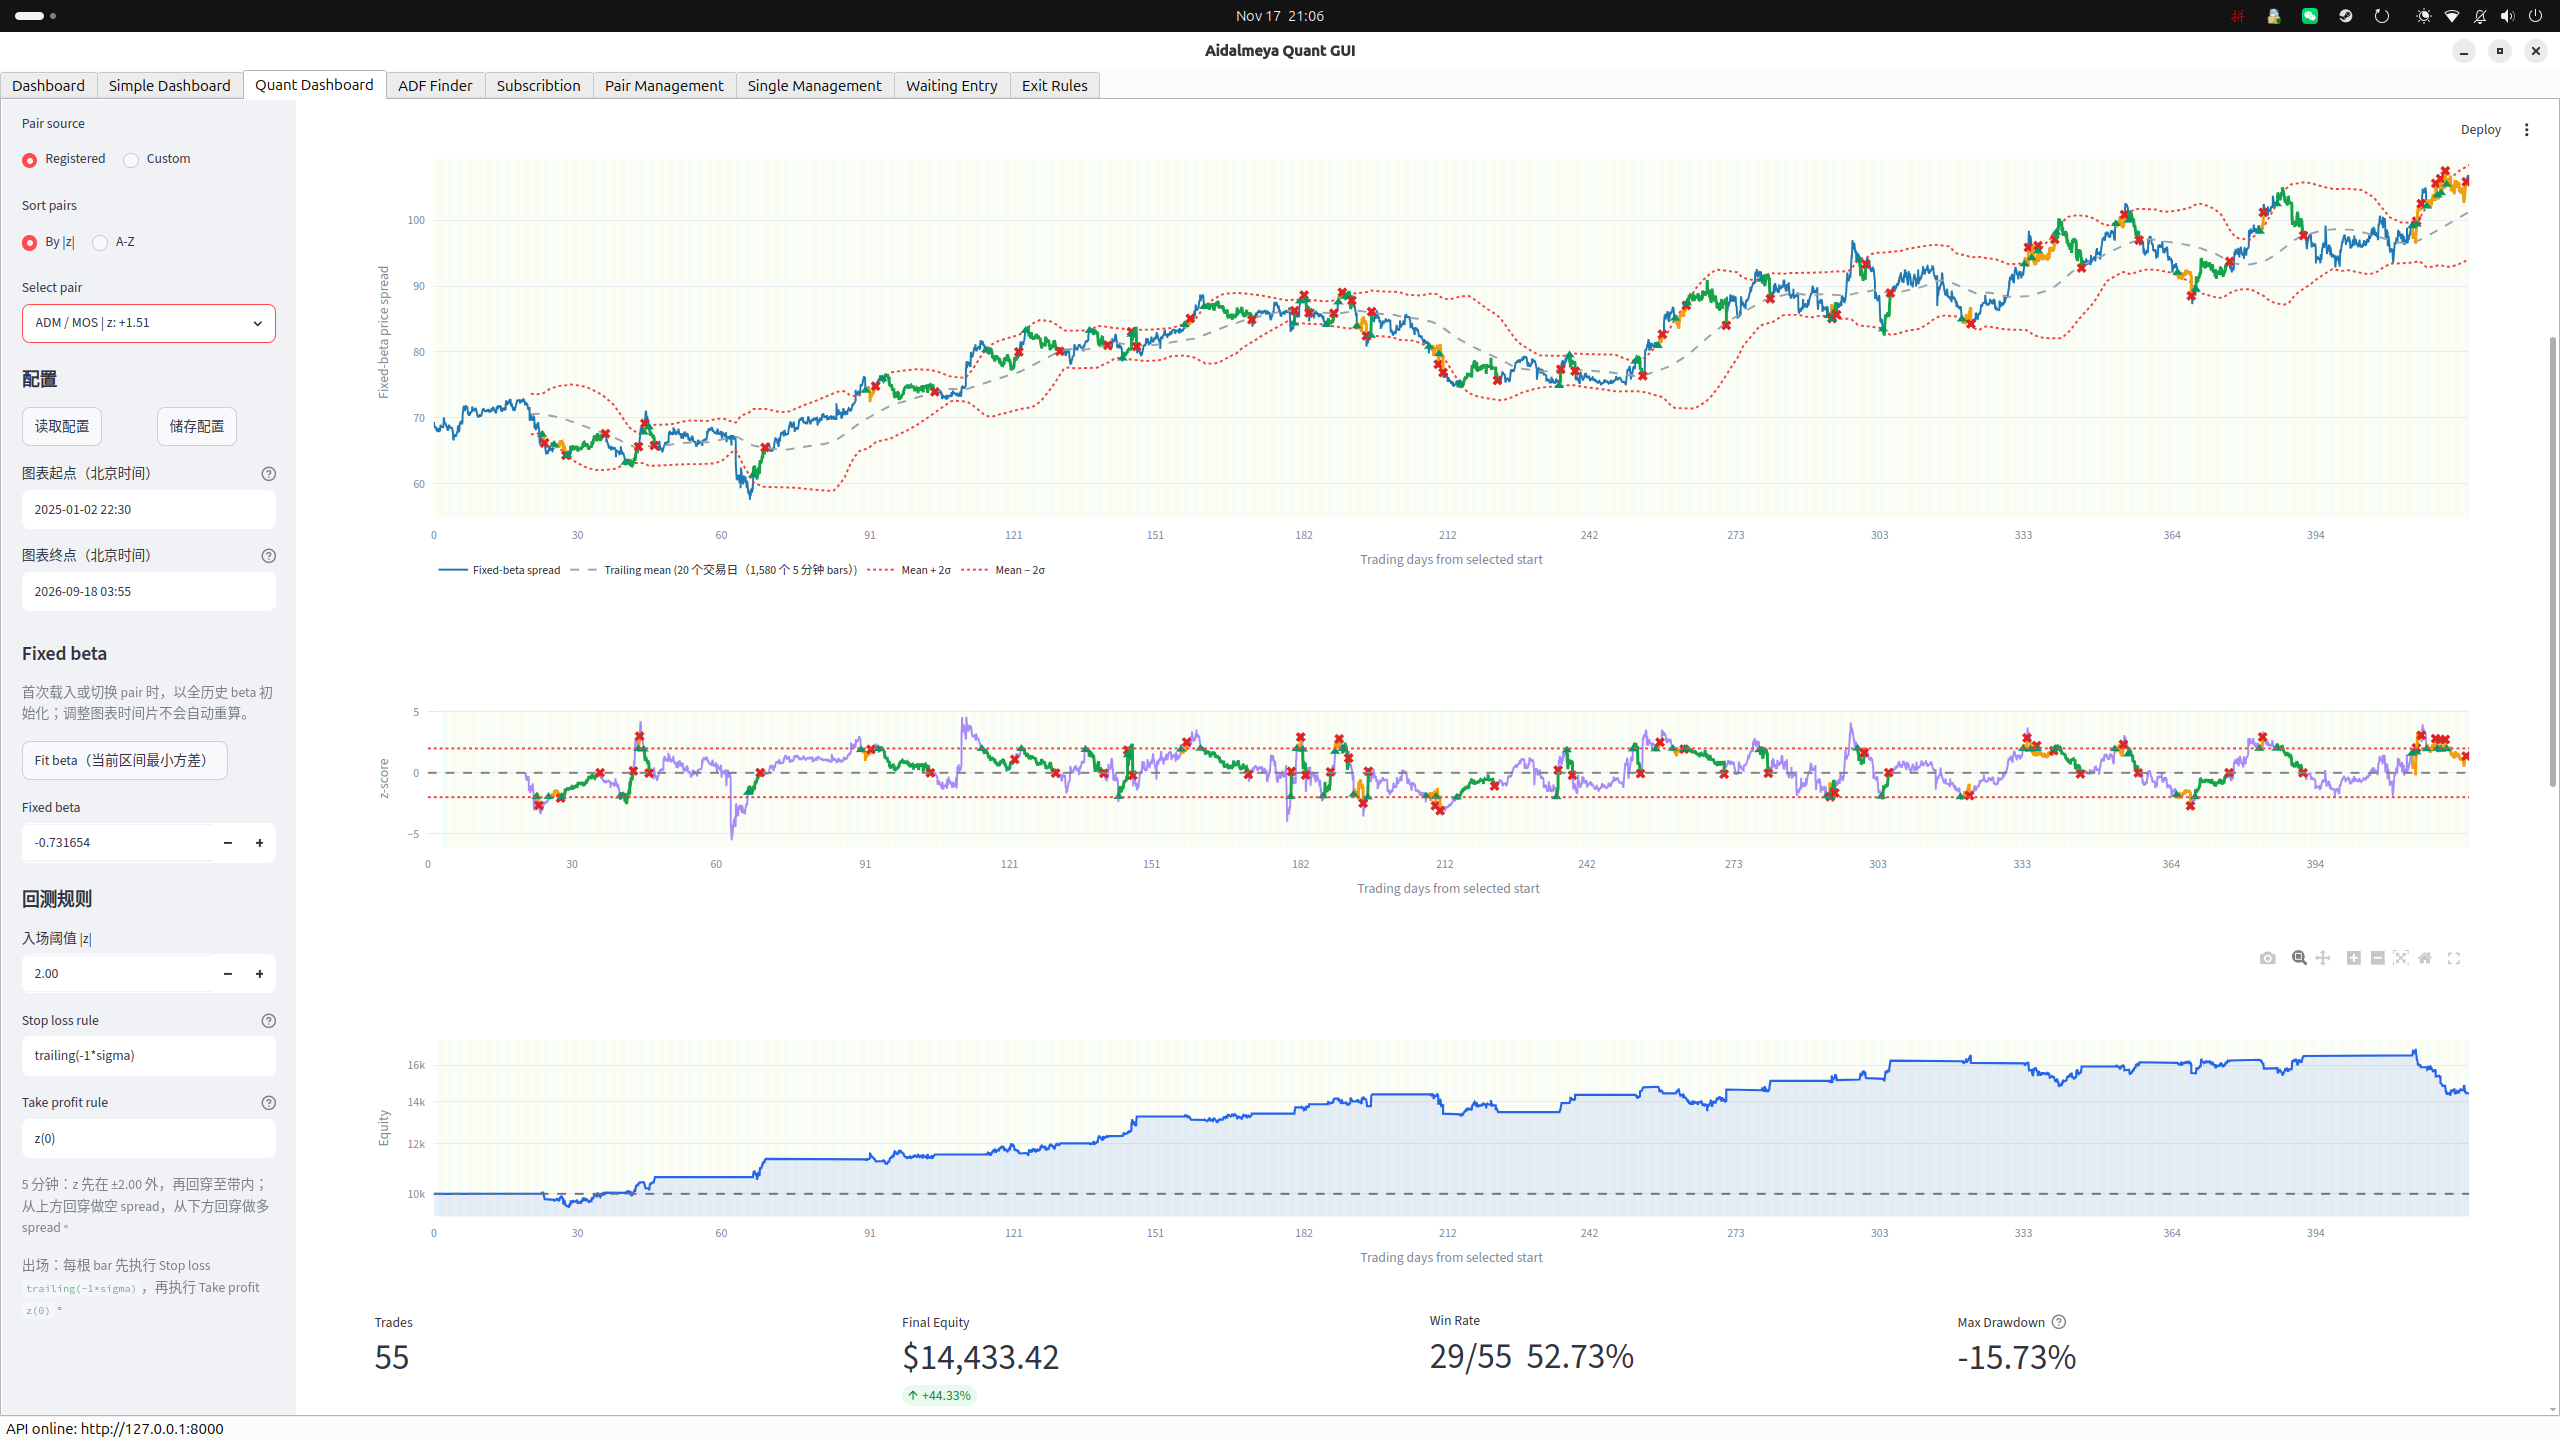 Nov 17 21:06
Aidalmeya Quant GUI
Dashboard
Simple Dashboard
Quant Dashboard
ADF Finder
Subscribtion
Pair Management
Single Management
Waiting Entry
Exit Rules
Pair source
Registered
Custom
Sort pairs
By |z|
A-Z
Select pair
ADM / MOS | z: +1.51
配置
读取配置
储存配置
图表起点（北京时间）
2025-01-02 22:30
图表终点（北京时间）
2026-09-18 03:55
Fixed beta
首次载入或切换 pair 时，以全历史 beta 初
始化；调整图表时间片不会自动重算。
Fit beta（当前区间最小方差）
Fixed beta
-0.731654
回测规则
入场阈值 |z|
2.00
Stop loss rule
trailing(-1*sigma)
Take profit rule
z(0)
5 分钟：z 先在 ±2.00 外，再回穿至带内；
从上方回穿做空 spread，从下方回穿做多
spread。
出场：每根 bar 先执行 Stop loss
trailing(-1*sigma)，再执行 Take profit
z(0)。
Deploy
Fixed-beta price spread
100
90
80
70
60
0 30 60 91 121 151 182 212 242 273 303 333 364 394
Trading days from selected start
Fixed-beta spread
Trailing mean (20 个交易日（1,580 个 5 分钟 bars）)
Mean + 2σ
Mean − 2σ
z-score
5
0
−5
0 30 60 91 121 151 182 212 242 273 303 333 364 394
Trading days from selected start
Equity
16k
14k
12k
10k
0 30 60 91 121 151 182 212 242 273 303 333 364 394
Trading days from selected start
Trades
55
Final Equity
$14,433.42
↑ +44.33%
Win Rate
29/55 52.73%
Max Drawdown
-15.73%
API online: http://127.0.0.1:8000